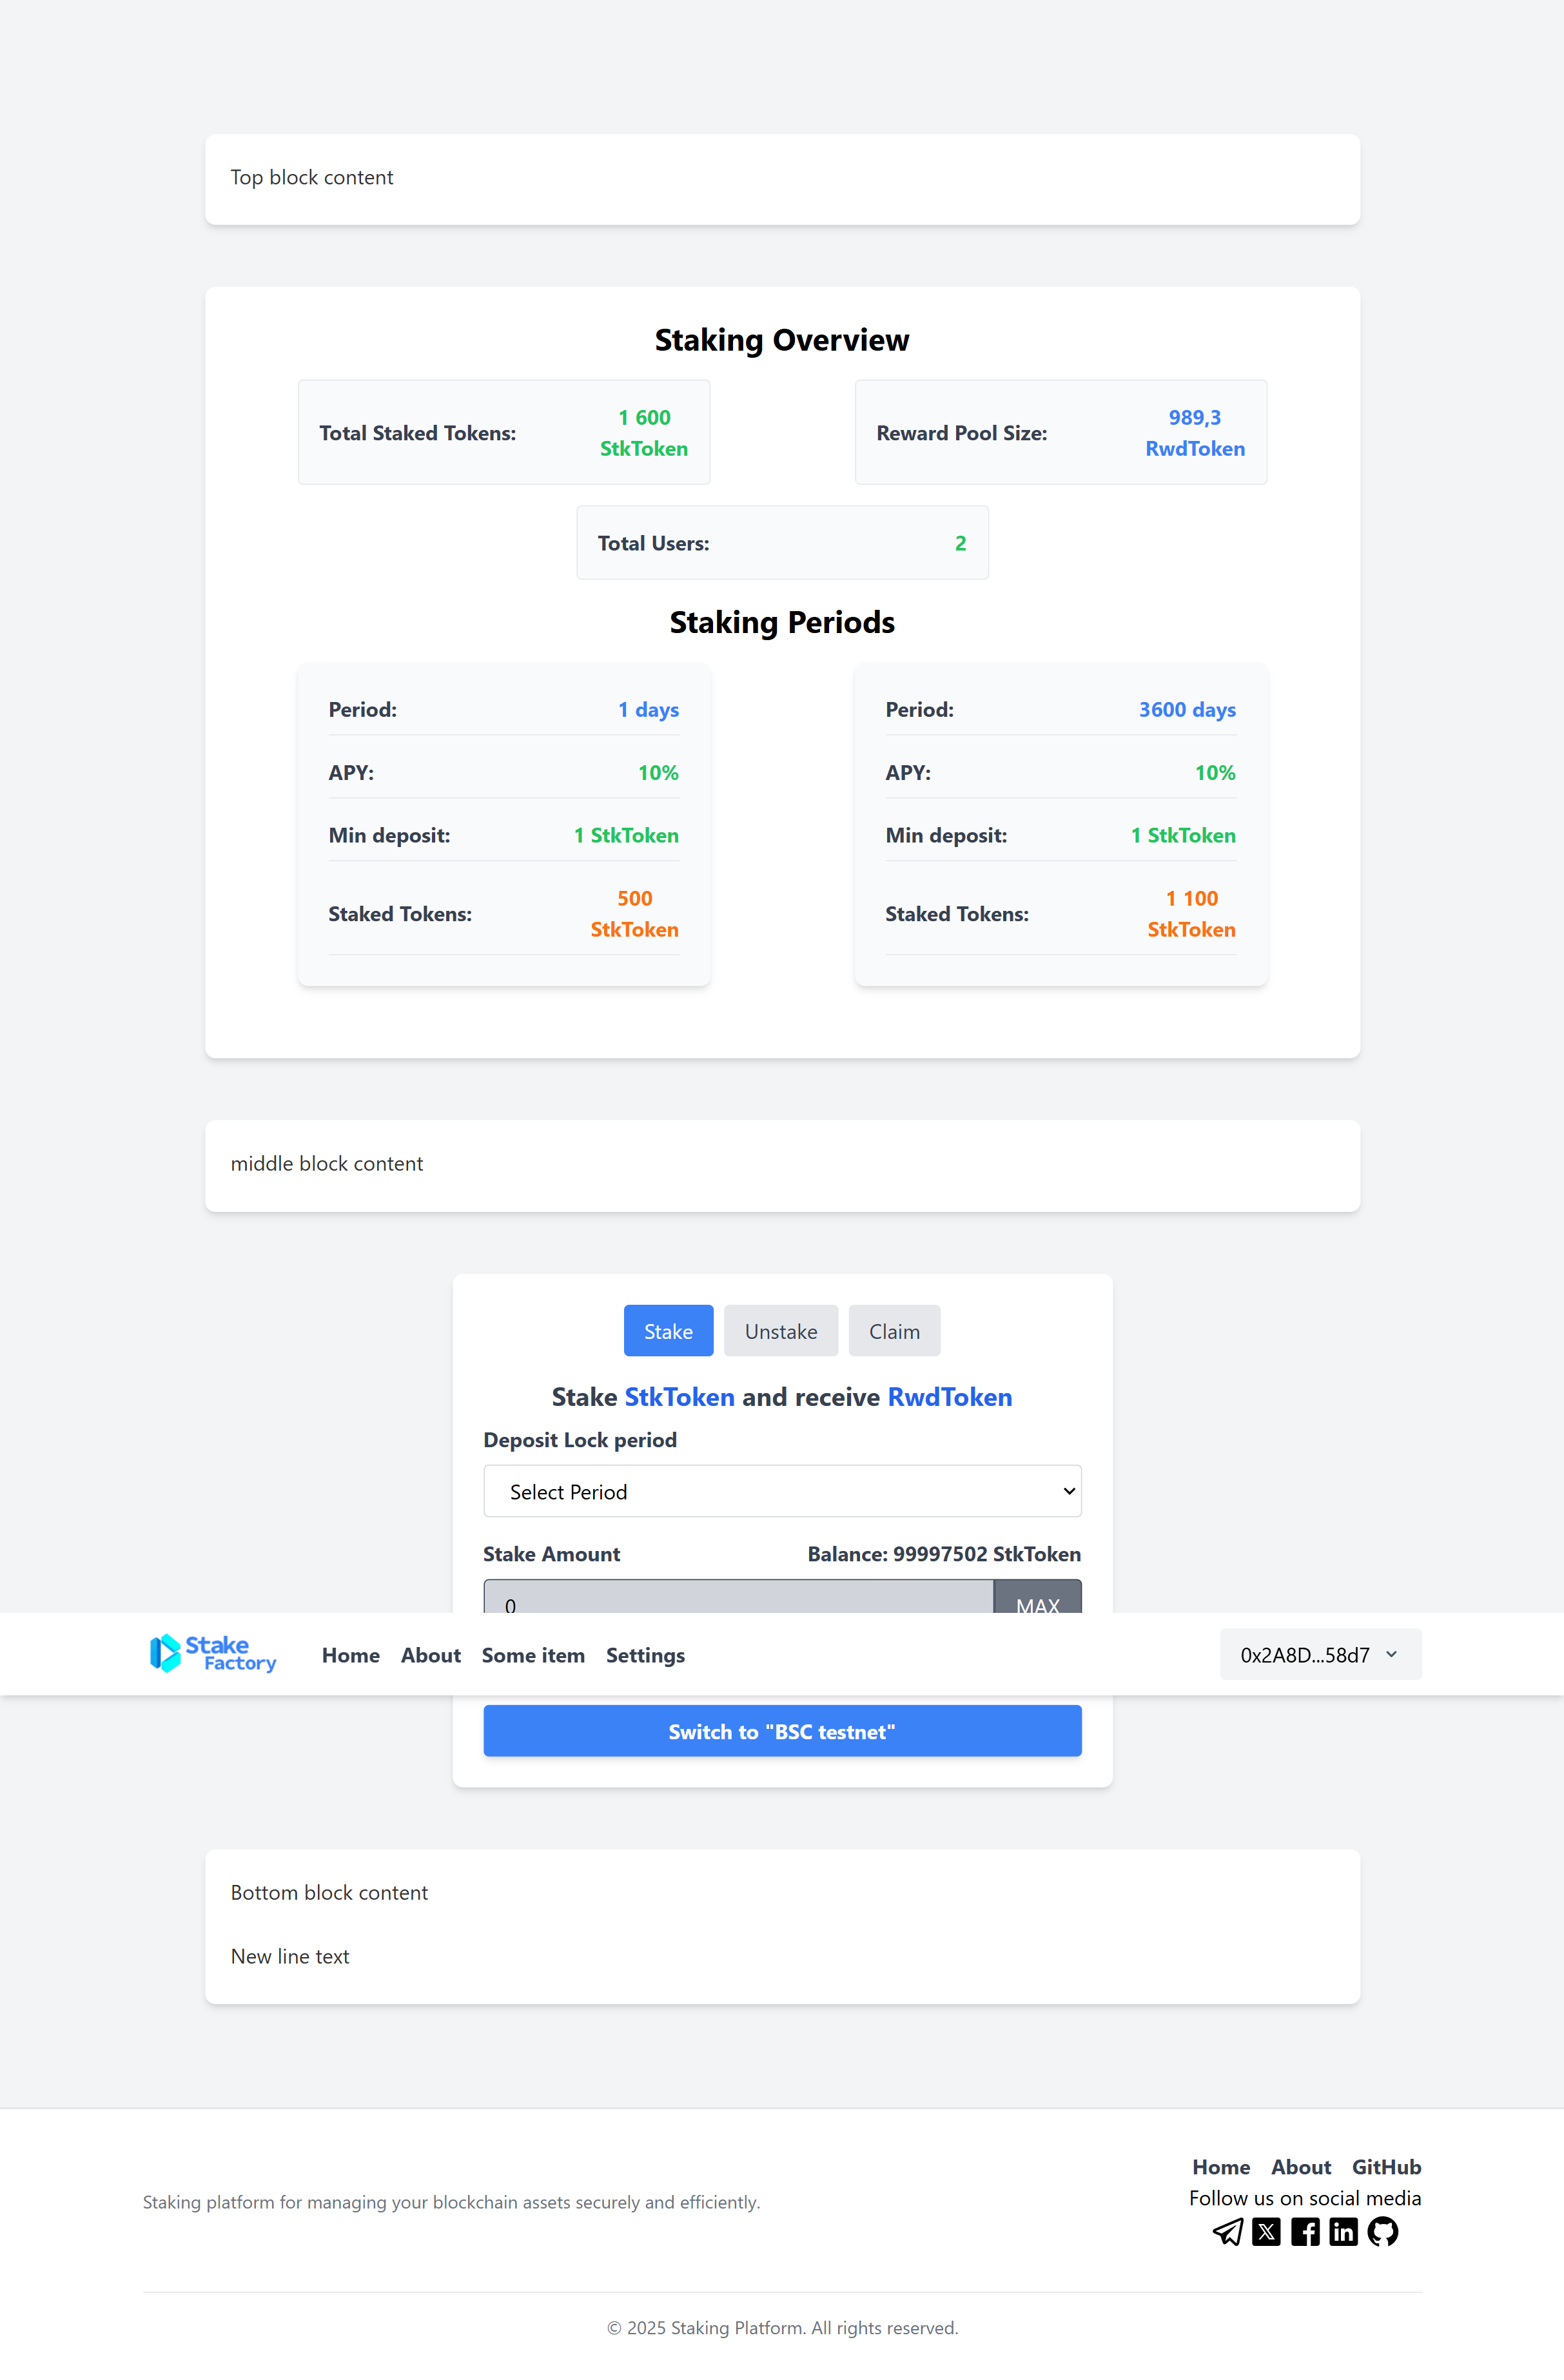 Top block content
Staking Overview
Total Staked Tokens:
1 600
StkToken
Reward Pool Size:
989,3
RwdToken
Total Users:
2
Staking Periods
Period:
1 days
APY:
10%
Min deposit:
1 StkToken
Staked Tokens:
500
StkToken
Period:
3600 days
APY:
10%
Min deposit:
1 StkToken
Staked Tokens:
1 100
StkToken
middle block content
Stake
Unstake
Claim
Stake StkToken and receive RwdToken
Deposit Lock period
Select Period
Stake Amount
Balance: 99997502 StkToken
0
MAX
Stake
Factory
Home
About
Some item
Settings
0x2A8D...58d7
Switch to "BSC testnet"
Bottom block content
New line text
Staking platform for managing your blockchain assets securely and efficiently.
Home
About
GitHub
Follow us on social media
© 2025 Staking Platform. All rights reserved.